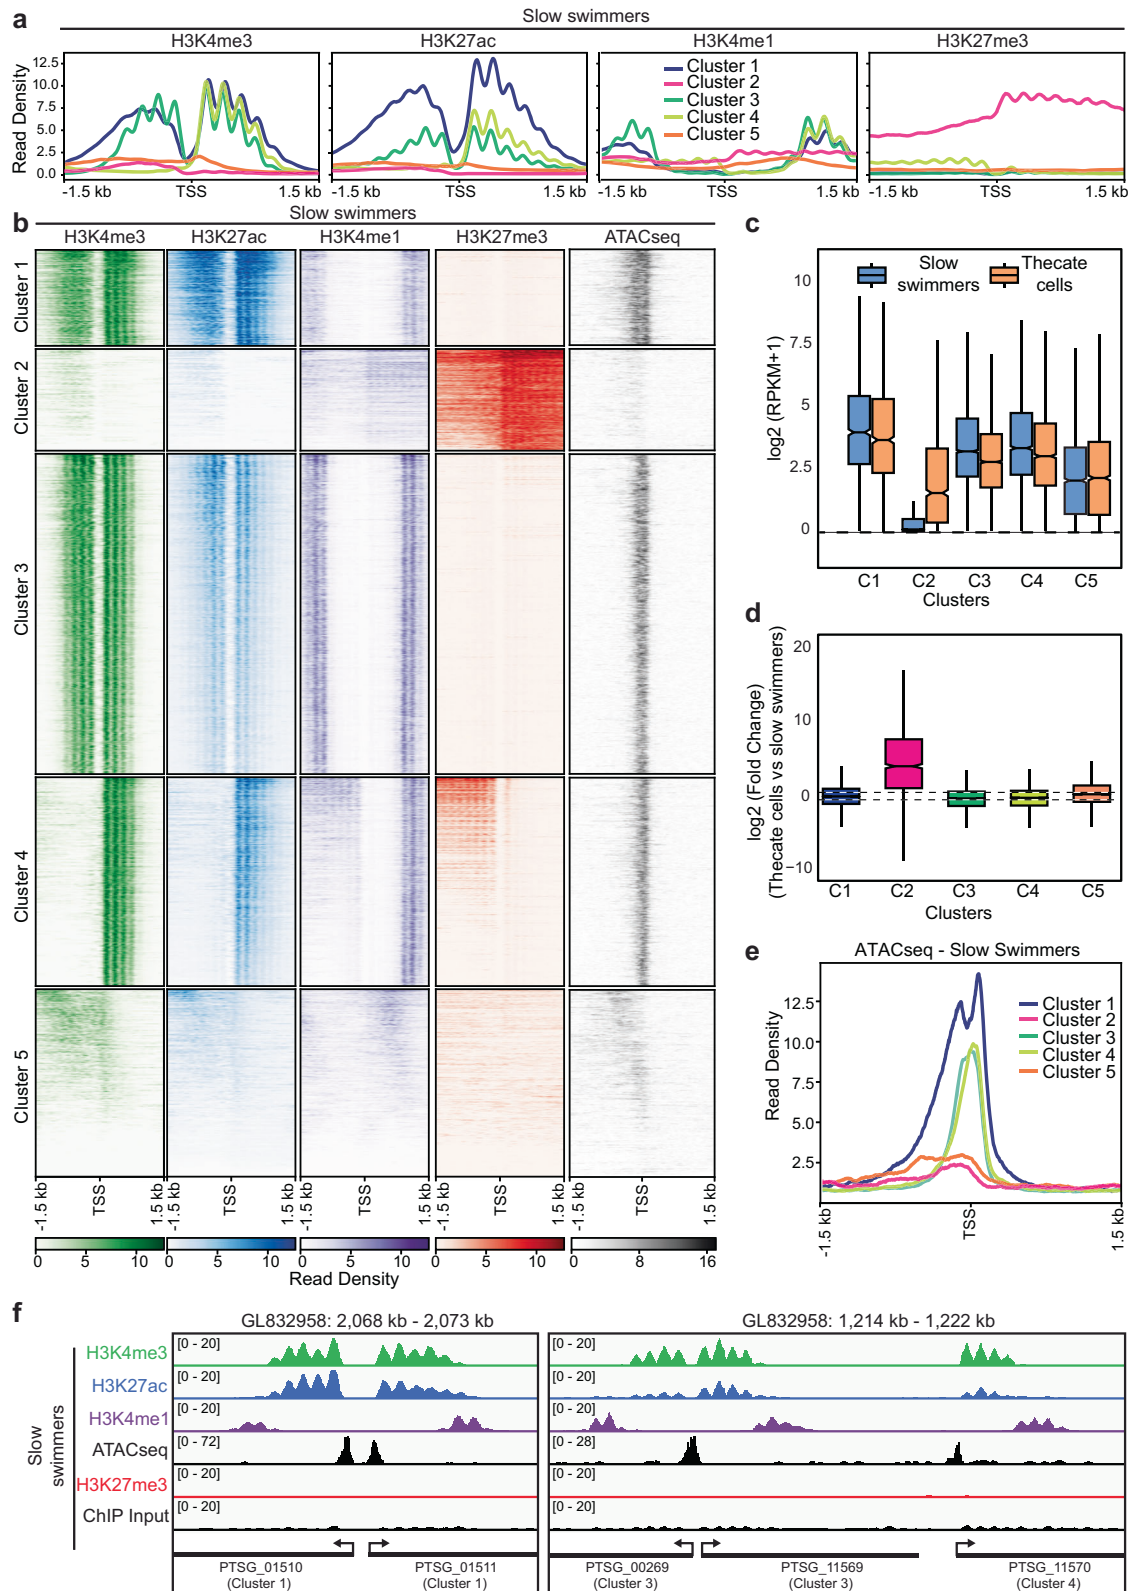 a
Slow swimmers
H3K4me3
H3K27ac
H3K4me1
H3K27me3
Read Density
12.5
10.0
7.5
5.0
2.5
0.0
Cluster 1
Cluster 2
Cluster 3
Cluster 4
Cluster 5
-1.5 kb TSS 1.5 kb
-1.5 kb TSS 1.5 kb
-1.5 kb TSS 1.5 kb
-1.5 kb TSS 1.5 kb
b
Slow swimmers
H3K4me3
H3K27ac
H3K4me1
H3K27me3
ATACseq
Cluster 1
Cluster 2
Cluster 3
Cluster 4
Cluster 5
-1.5 kb TSS 1.5 kb
-1.5 kb TSS 1.5 kb
-1.5 kb TSS 1.5 kb
-1.5 kb TSS 1.5 kb
-1.5 kb TSS 1.5 kb
0 5 10
0 5 10
0 5 10
0 5 10
0 8 16
Read Density
c
Slow swimmers
Thecate cells
log2 (RPKM+1)
10
7.5
5
2.5
0
C1 C2 C3 C4 C5
Clusters
d
log2 (Fold Change)
(Thecate cells vs slow swimmers)
20
10
0
−10
C1 C2 C3 C4 C5
Clusters
e
ATACseq - Slow Swimmers
Read Density
12.5
10.0
7.5
5.0
2.5
Cluster 1
Cluster 2
Cluster 3
Cluster 4
Cluster 5
-1.5 kb TSS 1.5 kb
f
GL832958: 2,068 kb - 2,073 kb
GL832958: 1,214 kb - 1,222 kb
Slow swimmers
H3K4me3
[0 - 20]
[0 - 20]
H3K27ac
[0 - 20]
[0 - 20]
H3K4me1
[0 - 20]
[0 - 20]
ATACseq
[0 - 72]
[0 - 28]
H3K27me3
[0 - 20]
[0 - 20]
ChIP Input
[0 - 20]
[0 - 20]
PTSG_01510
(Cluster 1)
PTSG_01511
(Cluster 1)
PTSG_00269
(Cluster 3)
PTSG_11569
(Cluster 3)
PTSG_11570
(Cluster 4)